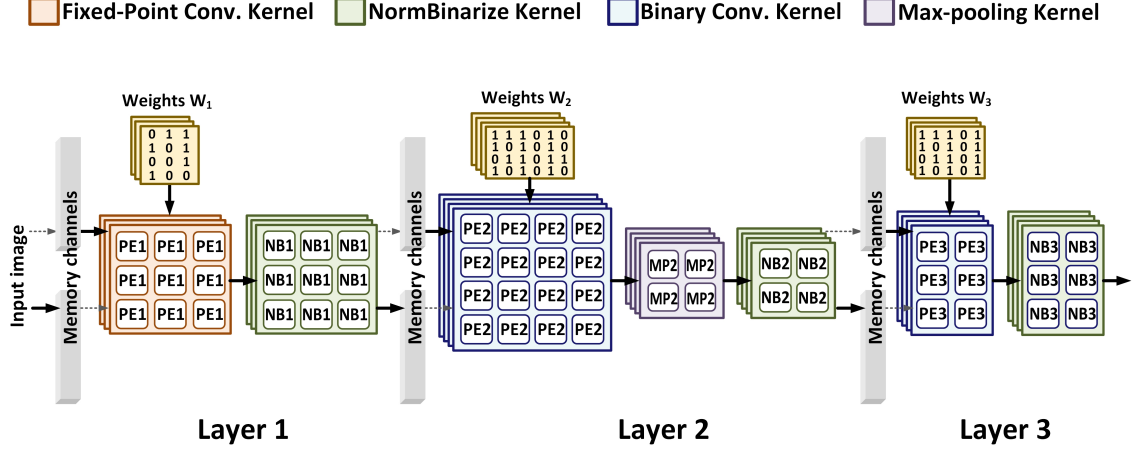 Fixed-Point Conv. Kernel NormBinarize Kernel Binary Conv. Kernel Max-pooling Kernel
Weights W1
0 1 1
1 0 0
0 0 1
1 0 0
Input image
Memory channels
PE1 PE1 PE1
PE1 PE1 PE1
PE1 PE1 PE1
NB1 NB1 NB1
NB1 NB1 NB1
NB1 NB1 NB1
Layer 1
Weights W2
1 1 1 0 1 0
1 0 1 0 1 0
0 1 1 0 1 1
0 1 1 0 1 0
Memory channels
PE2 PE2 PE2 PE2
PE2 PE2 PE2 PE2
PE2 PE2 PE2 PE2
PE2 PE2 PE2 PE2
MP2 MP2
MP2 MP2
NB2 NB2
NB2 NB2
Layer 2
Weights W3
1 1 1 0 1
1 0 1 0 1
0 1 1 0 1
0 1 1 0 1
Memory channels
PE3 PE3
PE3 PE3
PE3 PE3
NB3 NB3
NB3 NB3
NB3 NB3
Layer 3